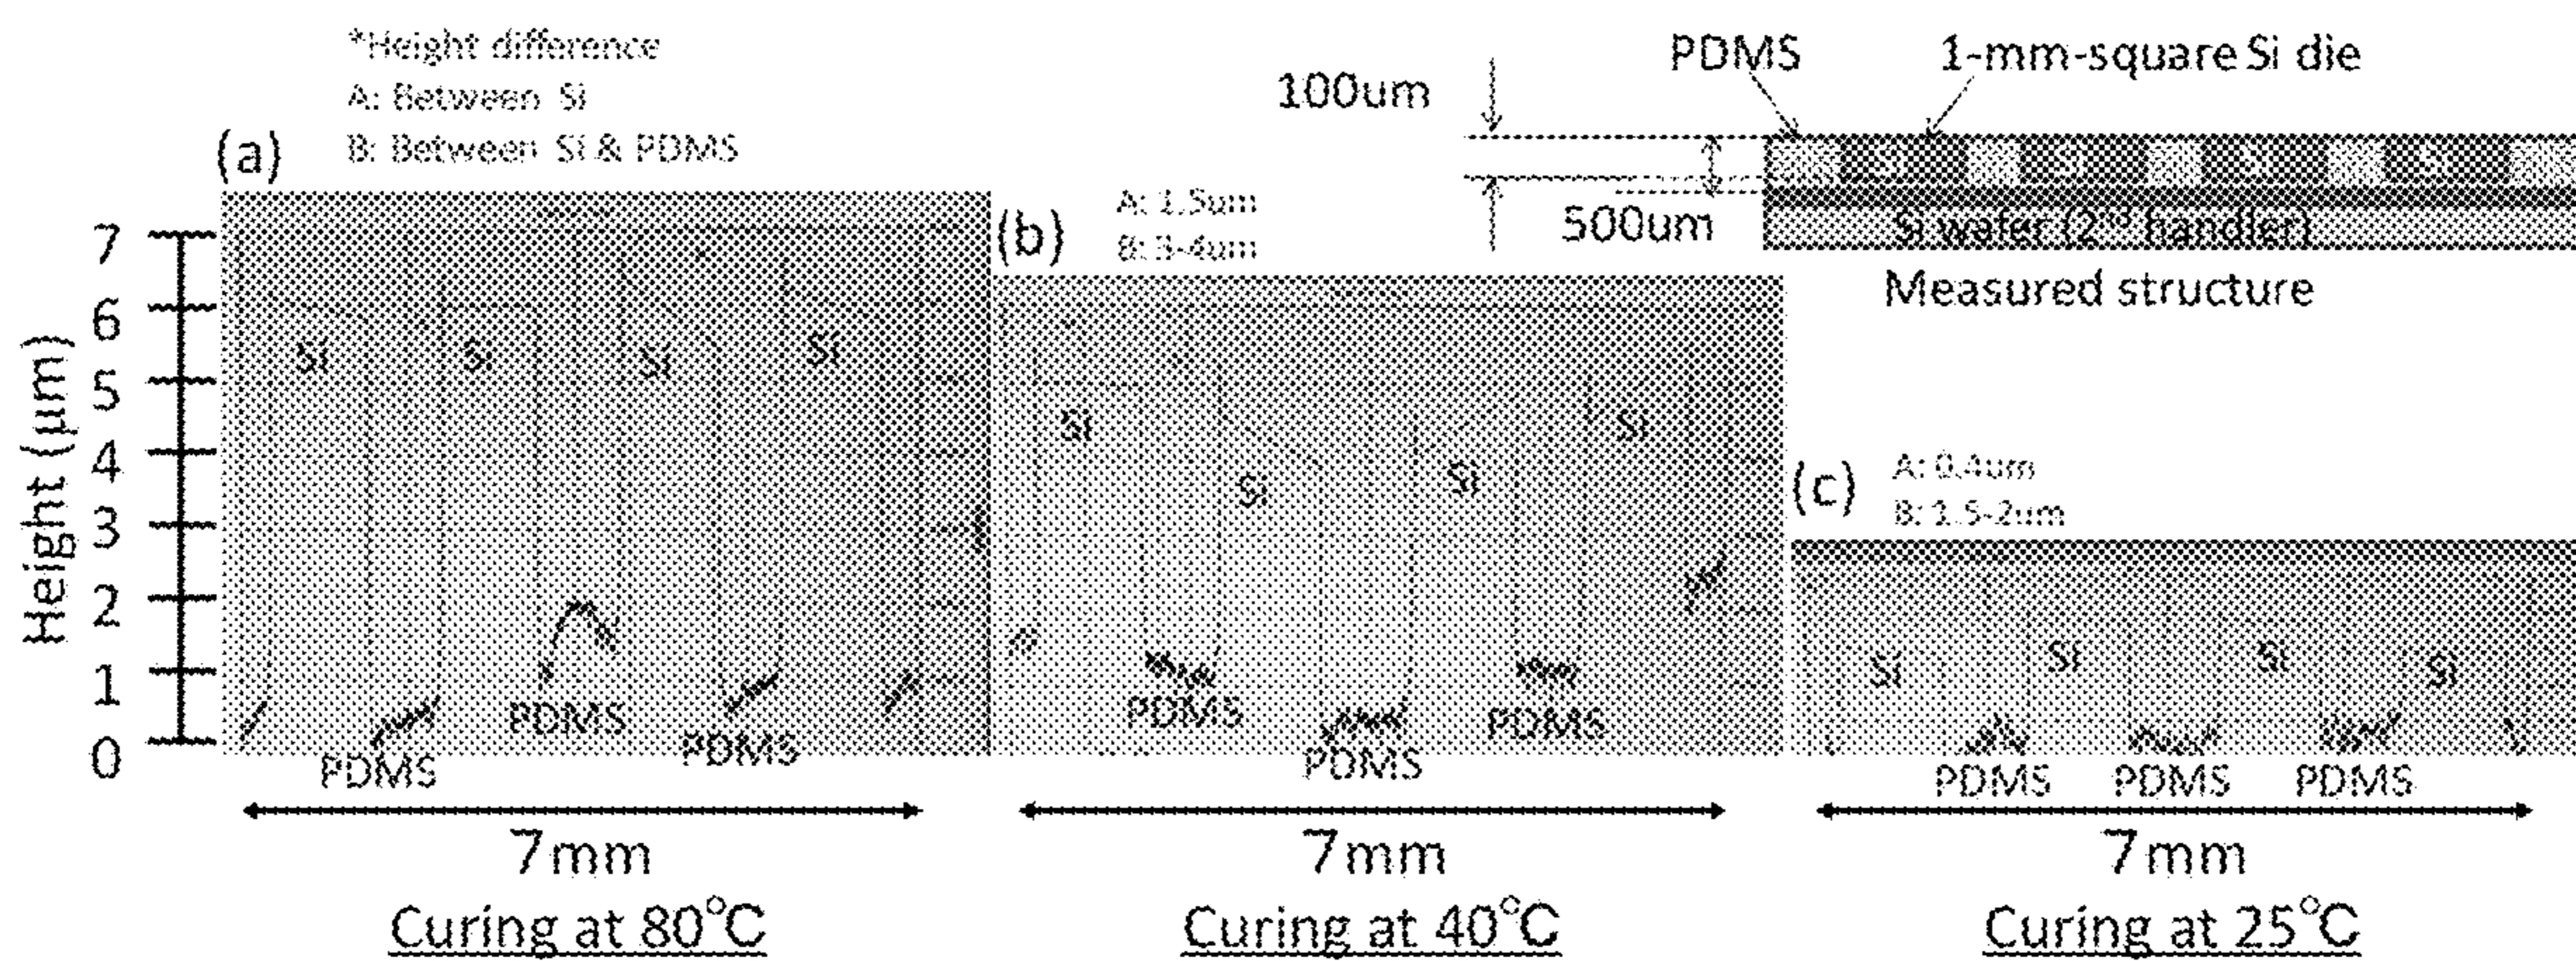 *Height difference
A: Between Si
B: Between Si & PDMS
(a)
PDMS
1-mm-square Si die
100um
500um
Si
Si
Si
Si wafer (2nd handler)
Measured structure
Height (μm)
7
6
5
4
3
2
1
0
Si
Si
Si
Si
PDMS
PDMS
PDMS
7mm
Curing at 80°C
(b)
A: 1.5um
B: 3-4um
Si
Si
Si
Si
PDMS
PDMS
PDMS
7mm
Curing at 40°C
(c)
A: 0.4um
B: 1.5-2um
Si
Si
Si
Si
PDMS
PDMS
PDMS
7mm
Curing at 25°C